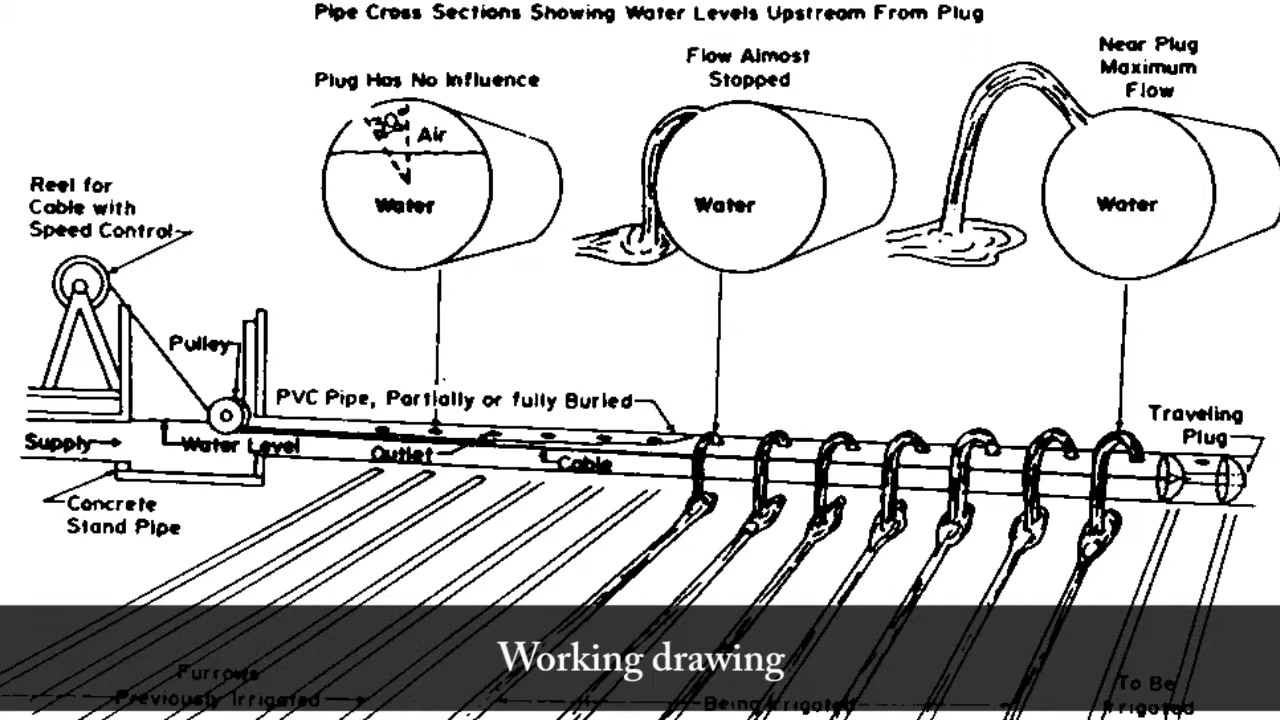 Pipe Cross Sections Showing Water Levels Upstream From Plug
Plug Has No Influence
Flow Almost
Stopped
Near Plug
Maximum
Flow
Air
Water
Water
Water
Reel for
Cable with
Speed Control
Pulley
PVC Pipe, Partially or fully Buried
Traveling
Plug
Supply
Water Level
Outlet
Cable
Concrete
Stand Pipe
Working drawing
Furrows
Previously Irrigated
Being Irrigated
To Be
Irrigated